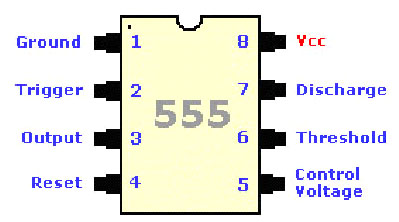 Ground 1 8 Vcc
Trigger 2 7 Discharge
555
Output 3 6 Threshold
Reset 4 5 Control
Voltage